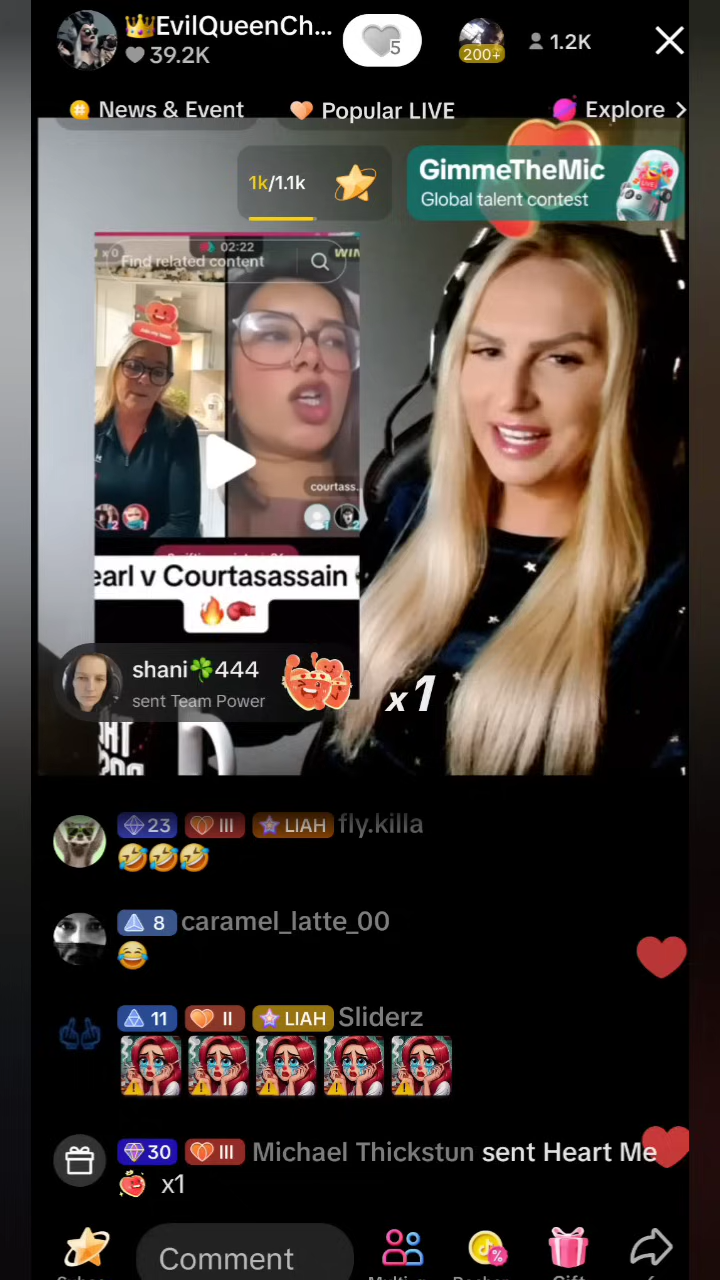 👑EvilQueenCh...
39.2K
5
200+
1.2K
News & Event
Popular LIVE
Explore >
1k/1.1k
GimmeTheMic
Global talent contest
02:22
WIN
Find related content
courtass...
earl v Courtasassain
🔥🥊
shani🍀444
sent Team Power
x1
23 III LIAH fly.killa
🤣🤣🤣
8 caramel_latte_00
😂
11 II LIAH Sliderz
30 III Michael Thickstun sent Heart Me
x1
Comment